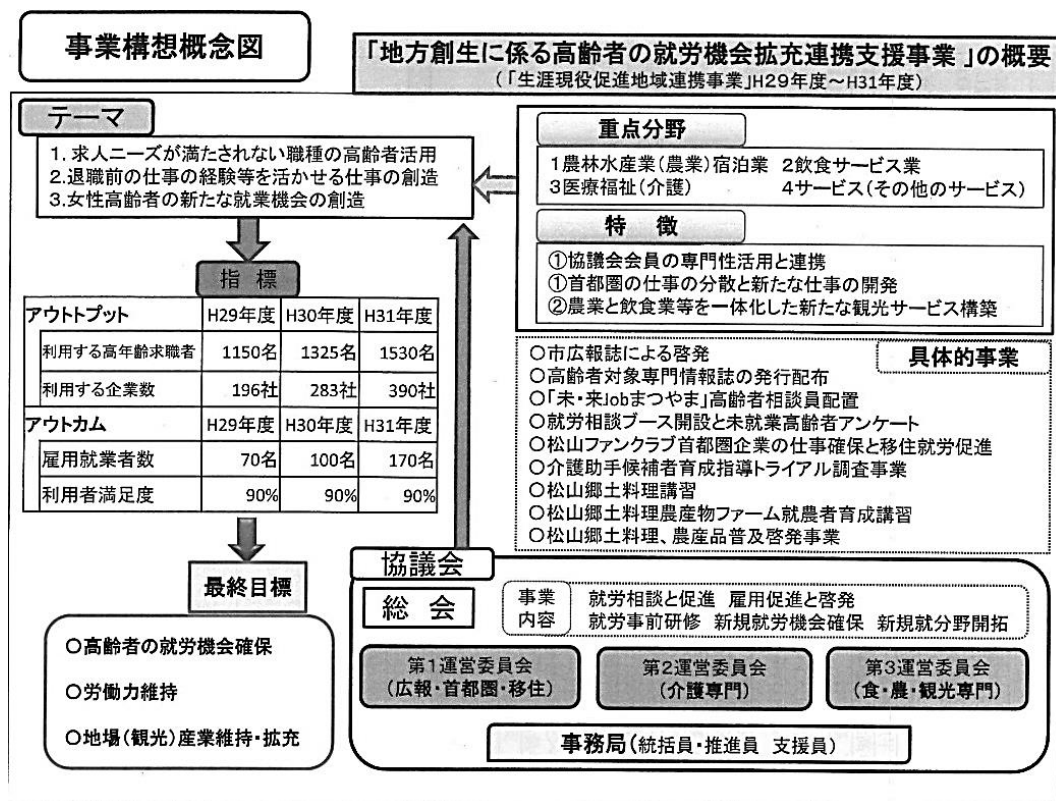 事業構想概念図
「地方創生に係る高齢者の就労機会拡充連携支援事業」の概要
(「生涯現役促進地域連携事業」H29年度～H31年度)
テーマ
1. 求人ニーズが満たされない職種の高齢者活用
2.退職前の仕事の経験等を活かせる仕事の創造
3.女性高齢者の新たな就業機会の創造
重点分野
1農林水産業(農業)宿泊業 2飲食サービス業
3医療福祉(介護) 4サービス(その他のサービス)
特 徴
①協議会会員の専門性活用と連携
①首都圏の仕事の分散と新たな仕事の開発
②農業と飲食業等を一体化した新たな観光サービス構築
指 標
アウトトプット H29年度 H30年度 H31年度
利用する高年齢求職者 1150名 1325名 1530名
利用する企業数 196社 283社 390社
アウトカム H29年度 H30年度 H31年度
雇用就業者数 70名 100名 170名
利用者満足度 90% 90% 90%
具体的事業
○市広報誌による啓発
○高齢者対象専門情報誌の発行配布
○「未・来Jobまつやま」高齢者相談員配置
○就労相談ブース開設と未就業高齢者アンケート
○松山ファンクラブ首都圏企業の仕事確保と移住就労促進
○介護助手候補者育成指導トライアル調査事業
○松山郷土料理講習
○松山郷土料理農産物ファーム就農者育成講習
○松山郷土料理、農産品普及啓発事業
最終目標
○高齢者の就労機会確保
○労働力維持
○地場(観光)産業維持・拡充
協議会
総 会
事業
内容
就労相談と促進 雇用促進と啓発
就労事前研修 新規就労機会確保 新規就分野開拓
第1運営委員会
(広報・首都圏・移住)
第2運営委員会
(介護専門)
第3運営委員会
(食・農・観光専門)
事務局(統括員・推進員 支援員)